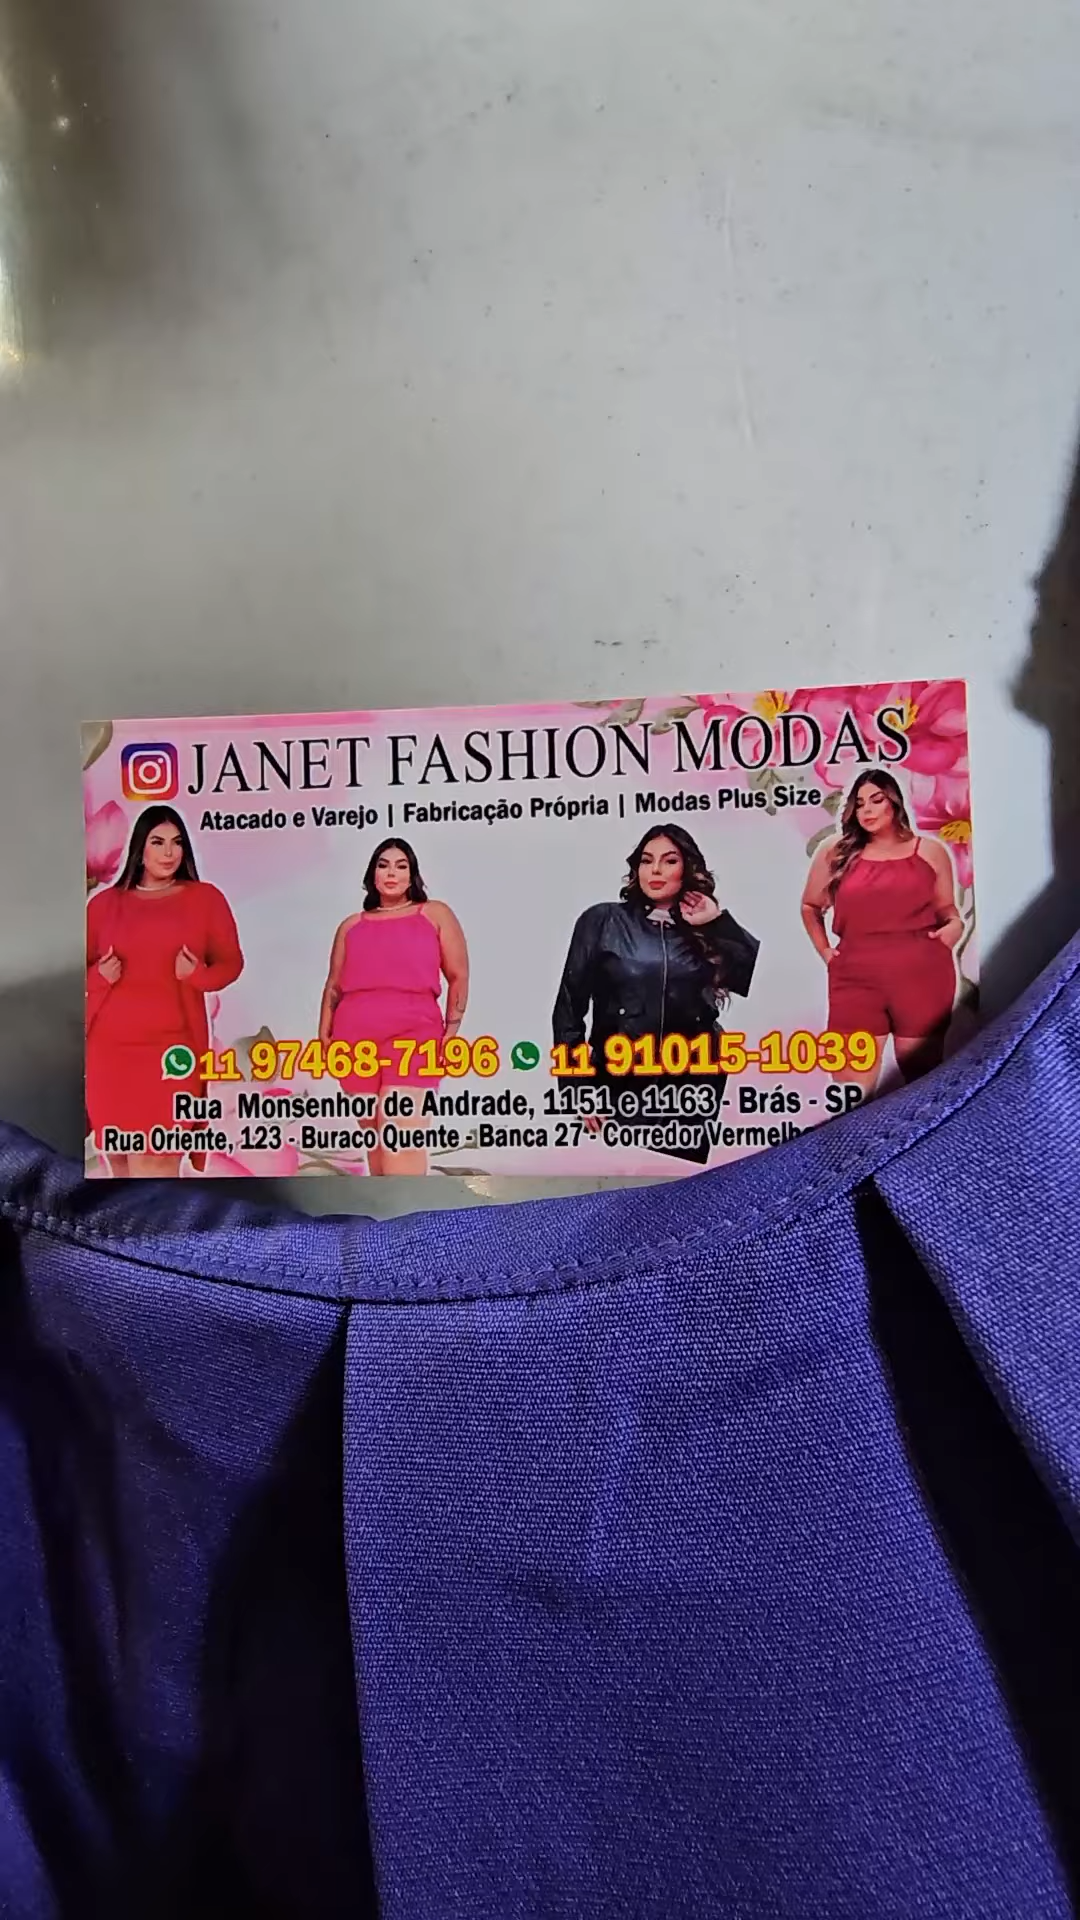 JANET FASHION MODAS
Atacado e Varejo | Fabricação Própria | Modas Plus Size
11 97468-7196 11 91015-1039
Rua Monsenhor de Andrade, 1151 e 1163 - Brás - SP
Rua Oriente, 123 - Buraco Quente - Banca 27 - Corredor